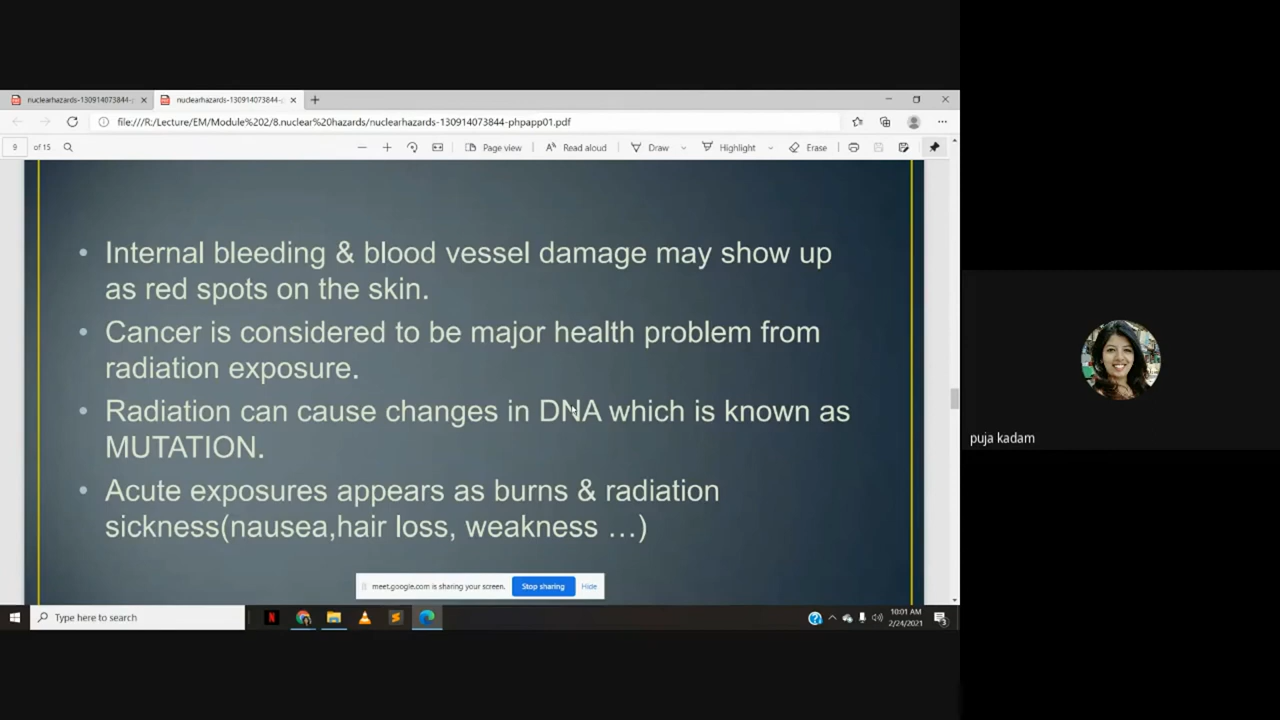 nuclearhazards-130914073844-
nuclearhazards-130914073844-
file:///R:/Lecture/EM/Module%202/8.nuclear%20hazards/nuclearhazards-130914073844-phpapp01.pdf
9 of 15 Page view Read aloud Draw Highlight Erase
• Internal bleeding & blood vessel damage may show up
as red spots on the skin.
• Cancer is considered to be major health problem from
radiation exposure.
• Radiation can cause changes in DNA which is known as
MUTATION.
• Acute exposures appears as burns & radiation
sickness(nausea,hair loss, weakness …)
meet.google.com is sharing your screen. Stop sharing Hide
Type here to search
10:01 AM
2/24/2021
puja kadam